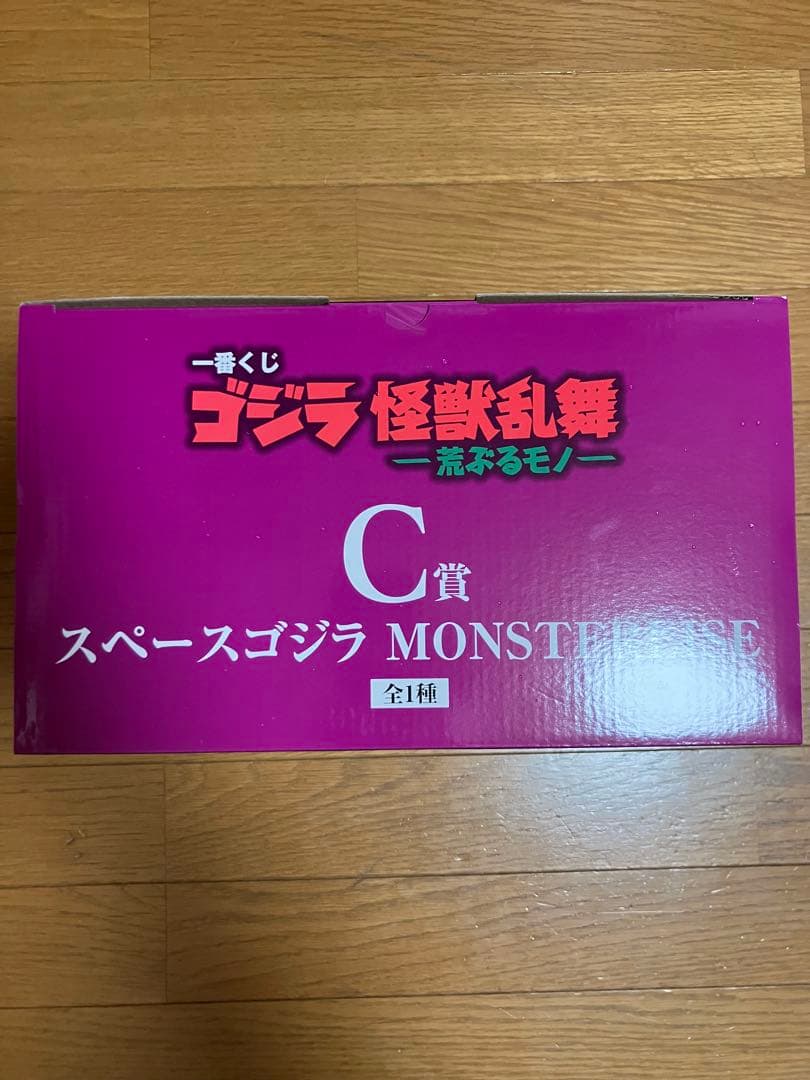 一番くじ
ゴジラ 怪獣乱舞
―荒ぶるモノ―
C賞
スペースゴジラ
全1種